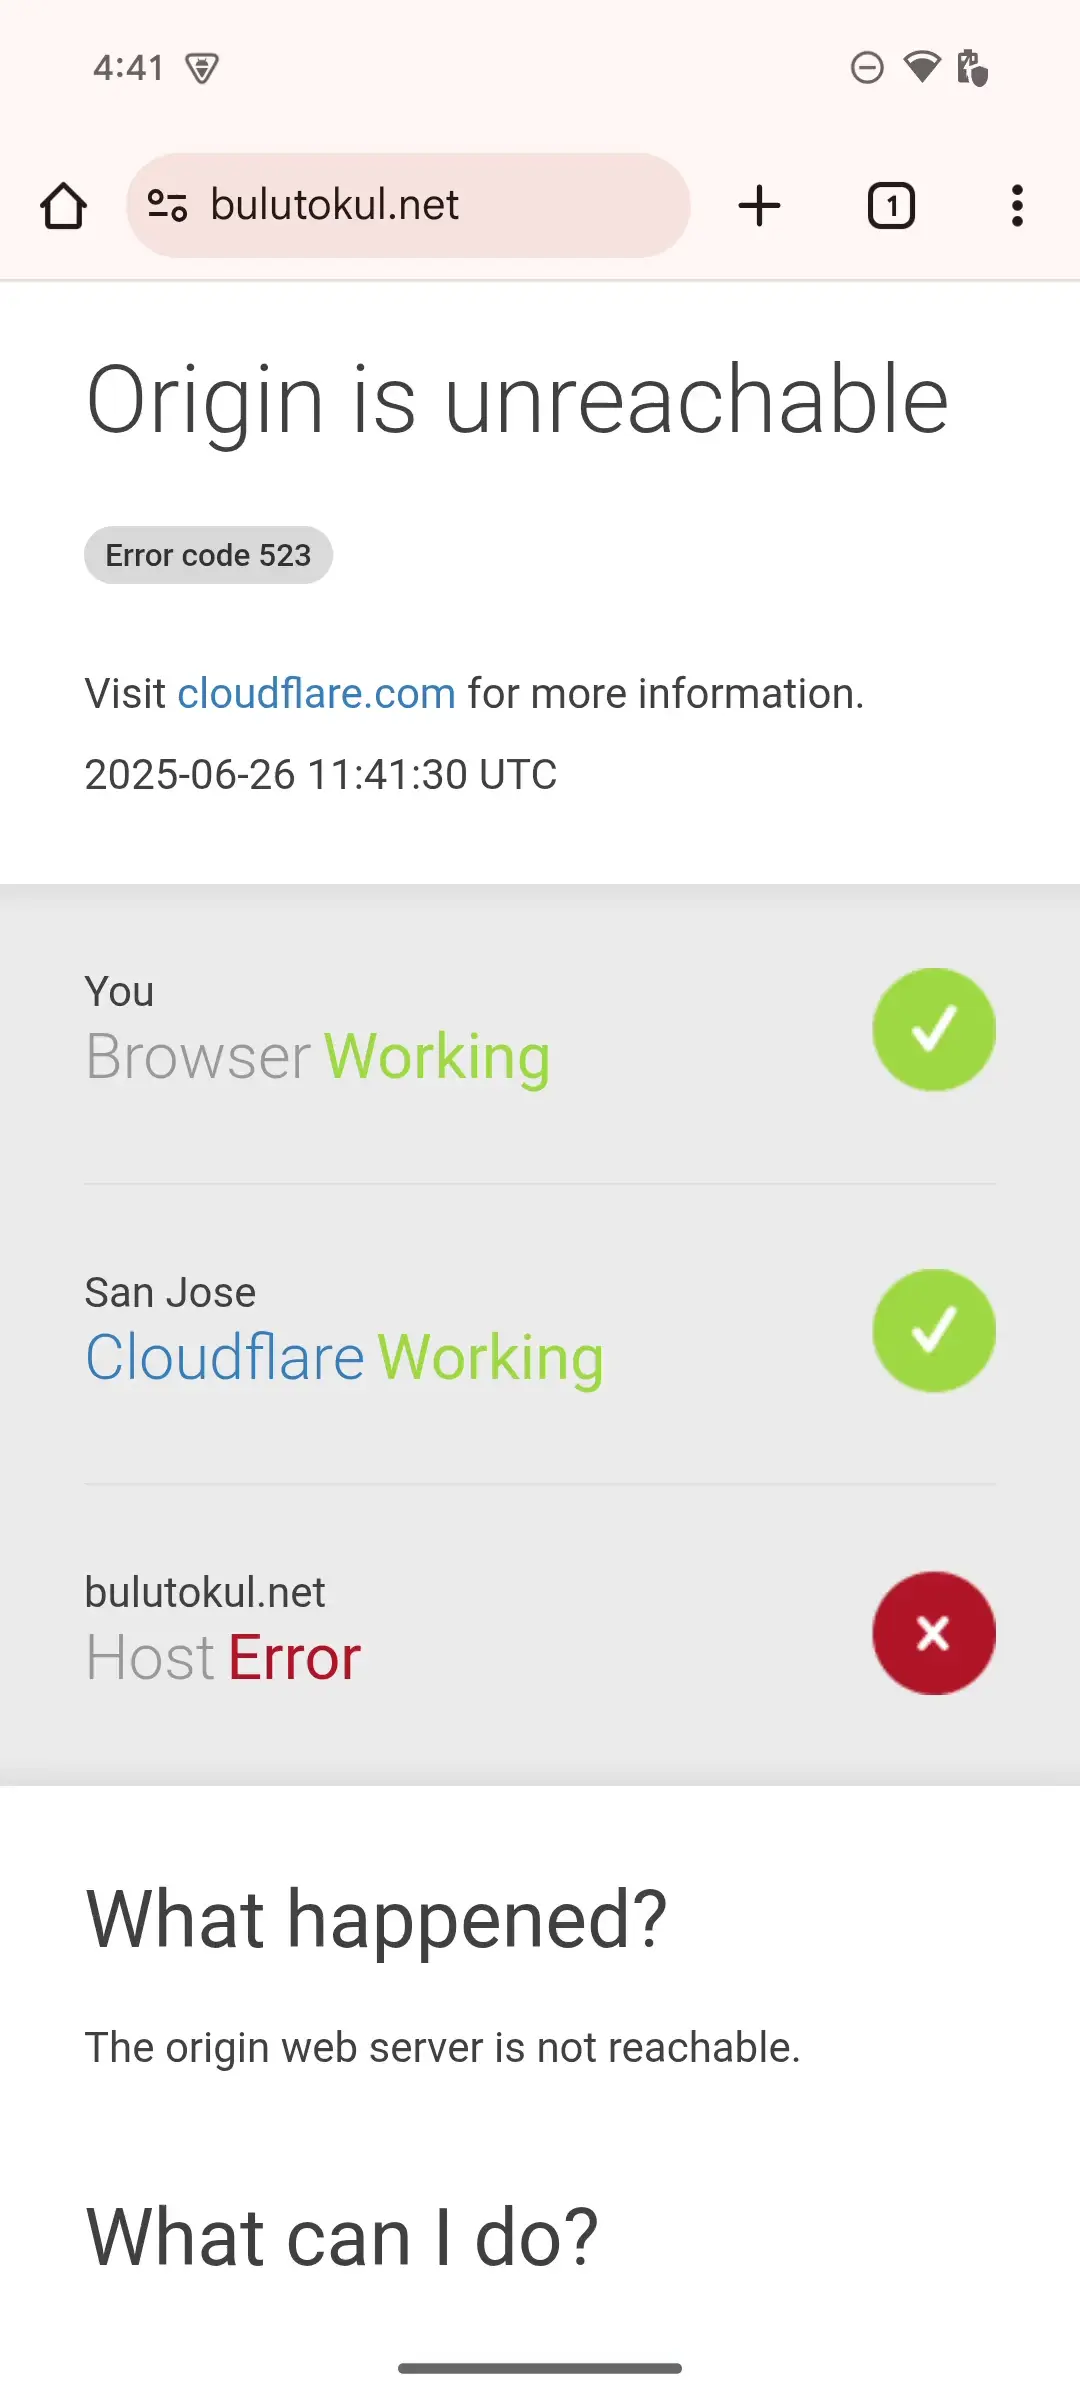 4:41
bulutokul.net
1
Origin is unreachable
Error code 523
Visit cloudflare.com for more information.
2025-06-26 11:41:30 UTC
You
Browser Working
San Jose
Cloudflare Working
bulutokul.net
Host Error
What happened?
The origin web server is not reachable.
What can I do?